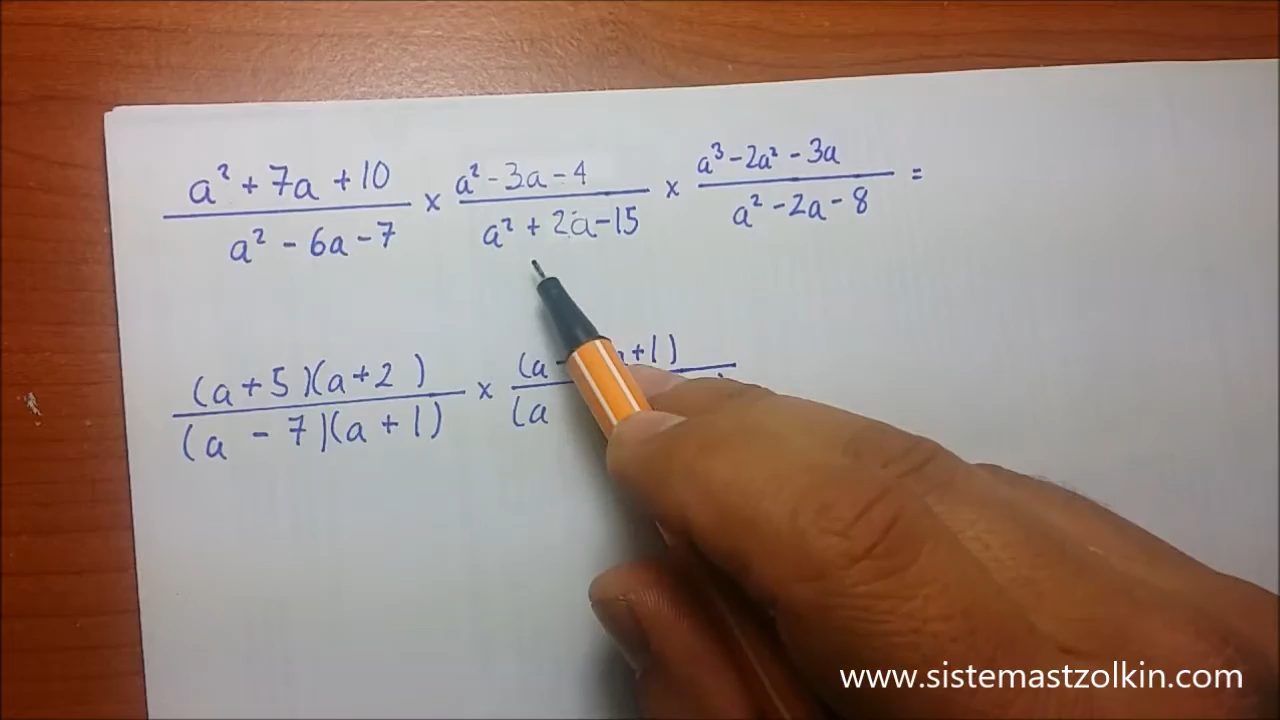 a² + 7a + 10 / a² - 6a - 7 × a² - 3a - 4 / a² + 2a - 15 × a³ - 2a² - 3a / a² - 2a - 8 =
(a + 5)(a + 2) / (a - 7)(a + 1) × (a - +1) / (a )
www.sistemastzolkin.com